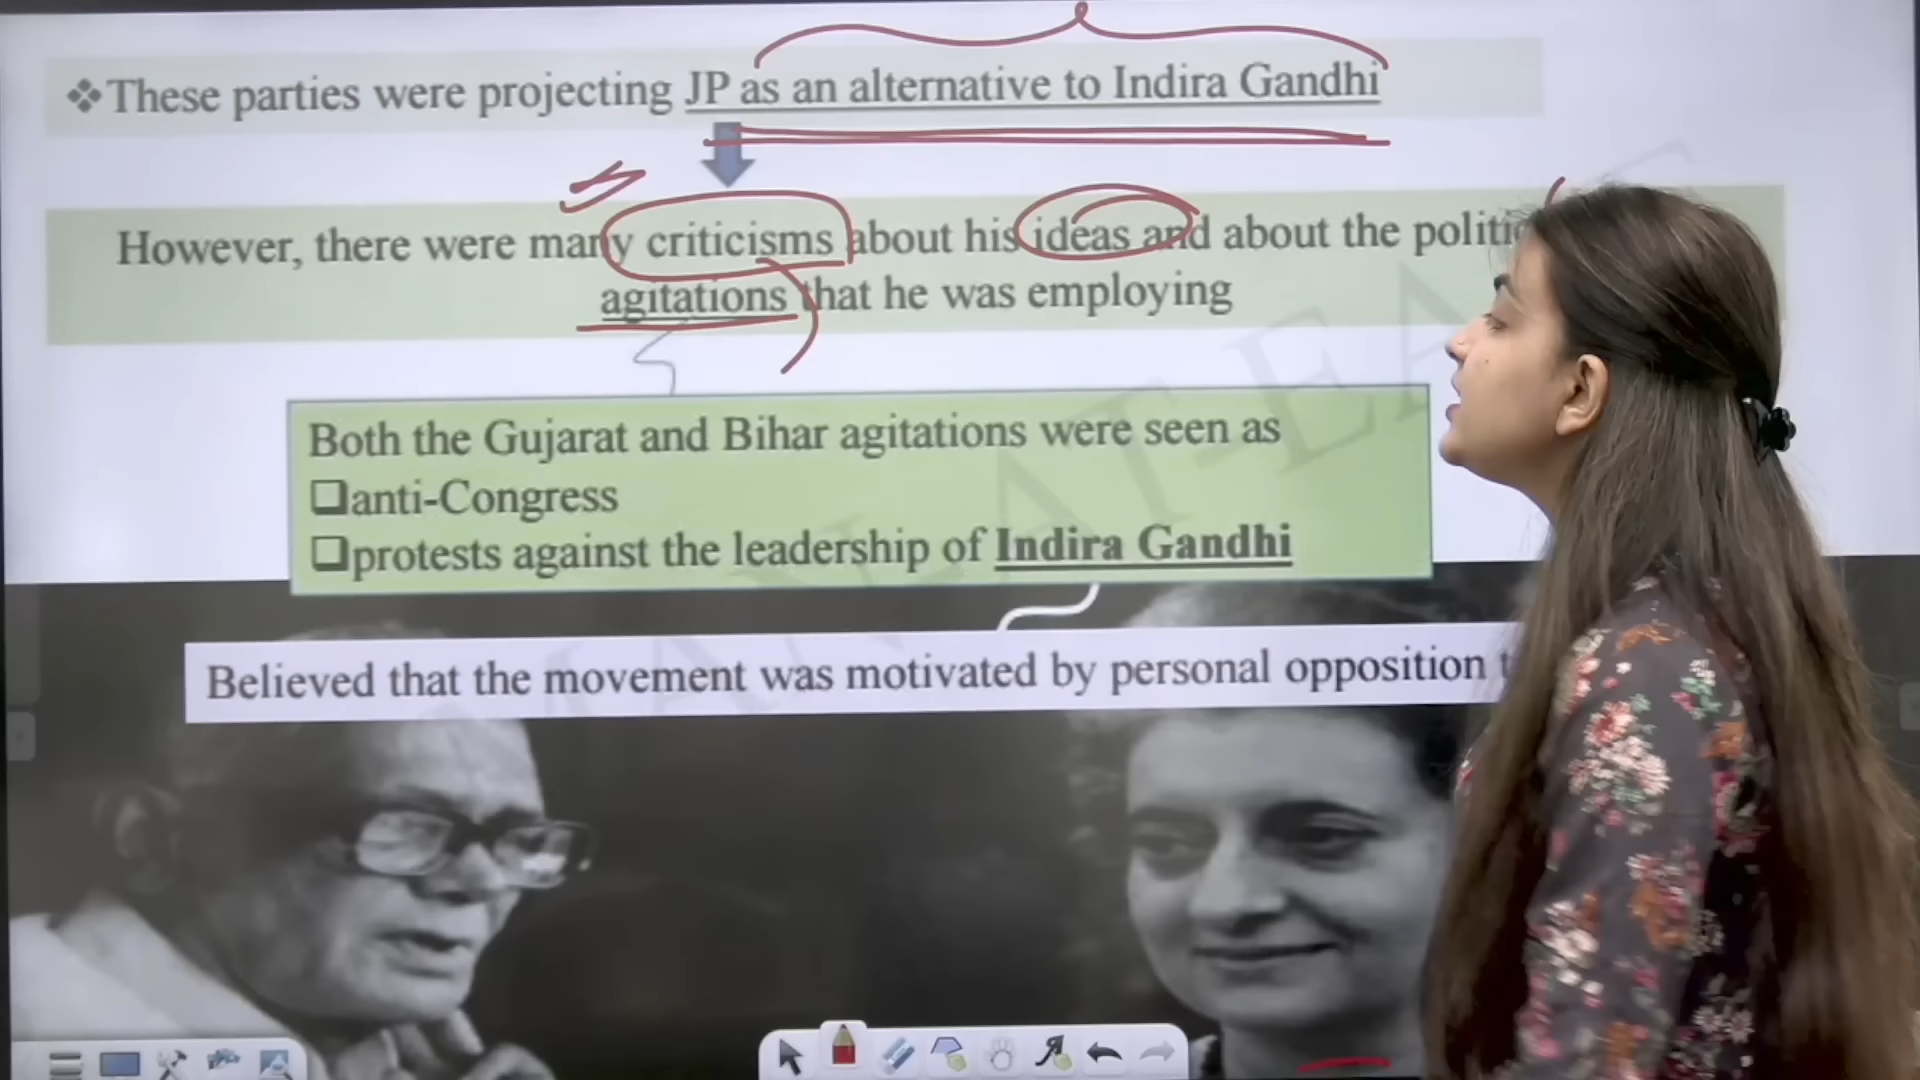 ❖These parties were projecting JP as an alternative to Indira Gandhi
However, there were many criticisms about his ideas and about the politic
agitations that he was employing
Both the Gujarat and Bihar agitations were seen as
❑anti-Congress
❑protests against the leadership of Indira Gandhi
Believed that the movement was motivated by personal opposition t